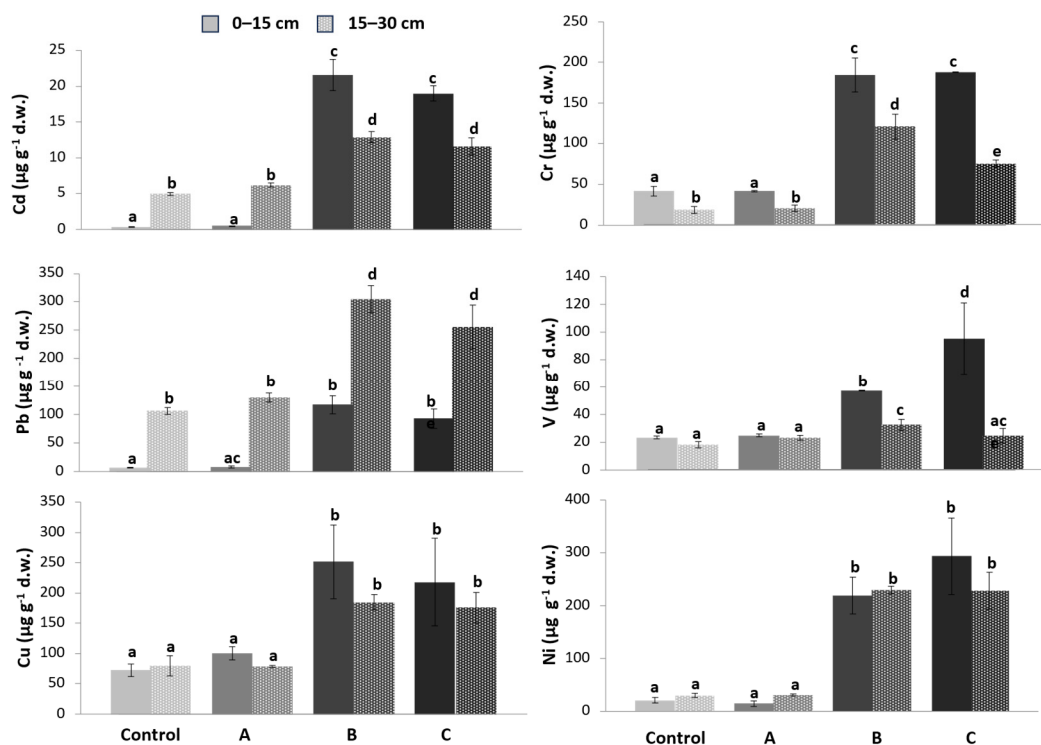 0–15 cm 15–30 cm
Cd (µg g⁻¹ d.w.)
25
20
15
10
5
0
a b a b c d c d
Cr (µg g⁻¹ d.w.)
250
200
150
100
50
0
a b a b c d c e
Pb (µg g⁻¹ d.w.)
350
300
250
200
150
100
50
0
a b ac b b d b d
e
V (µg g⁻¹ d.w.)
140
120
100
80
60
40
20
0
a a a a b c d ac
e
Cu (µg g⁻¹ d.w.)
350
300
250
200
150
100
50
0
a a a a b b b b
Control A B C
Ni (µg g⁻¹ d.w.)
400
300
200
100
0
a a a a b b b b
Control A B C